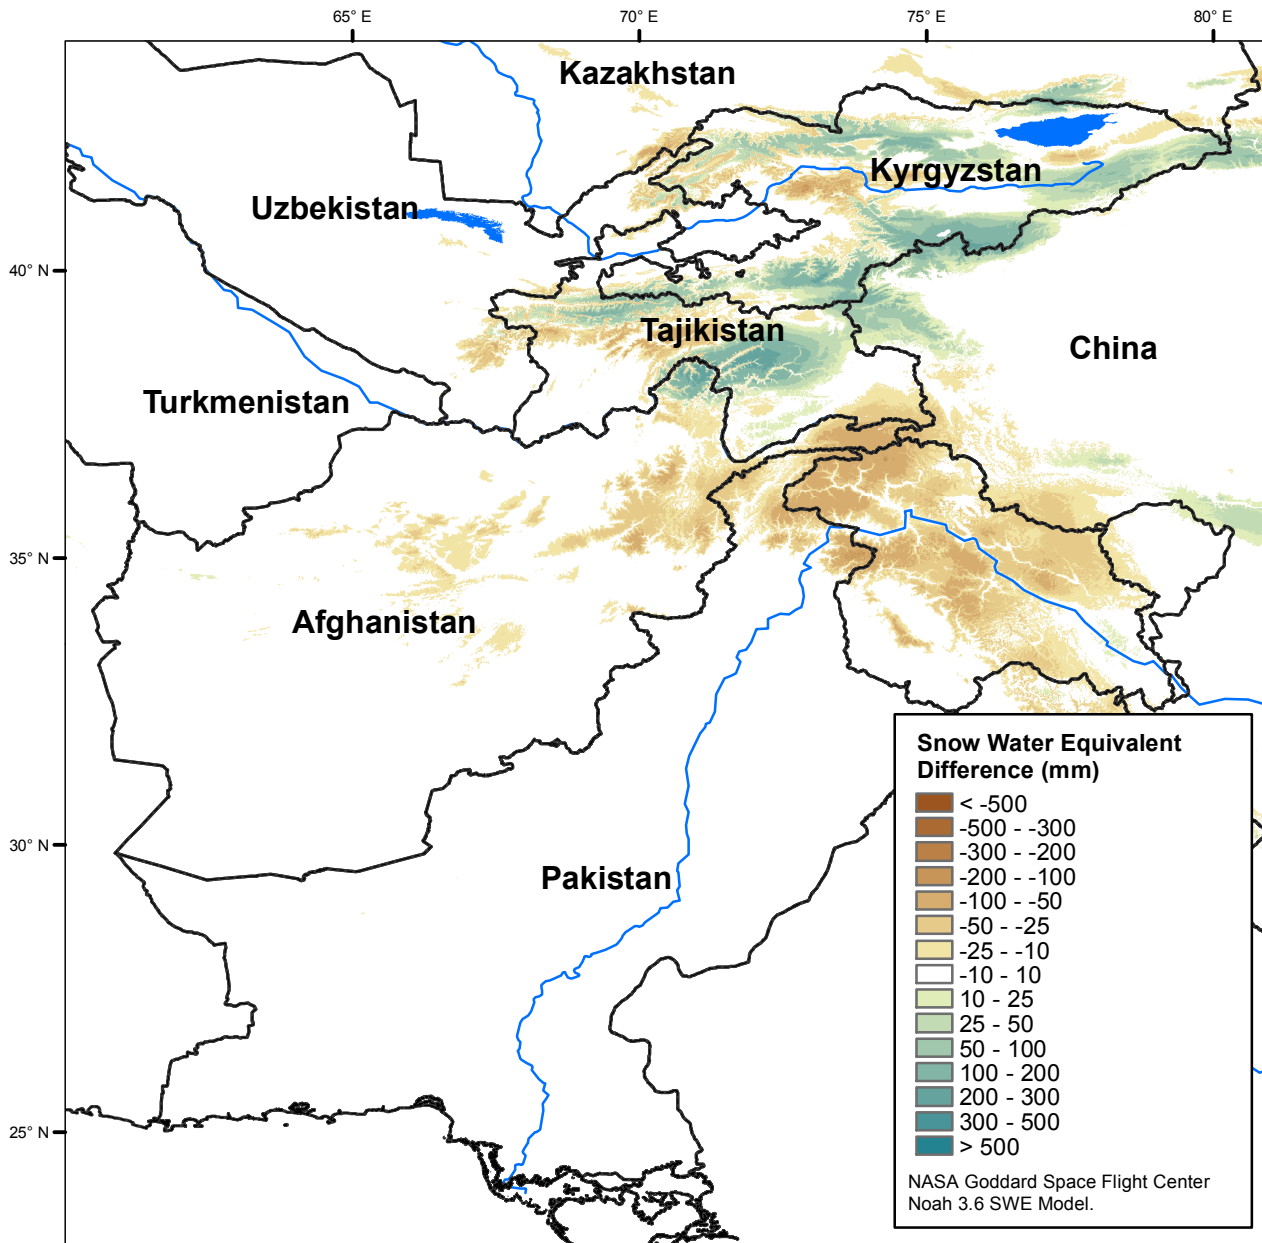 65° E
70° E
75° E
80° E
Kazakhstan
Kyrgyzstan
Uzbekistan
40° N
Tajikistan
China
Turkmenistan
35° N
Afghanistan
30° N
Pakistan
25° N
Snow Water Equivalent
Difference (mm)
< -500
-500 - -300
-300 - -200
-200 - -100
-100 - -50
-50 - -25
-25 - -10
-10 - 10
10 - 25
25 - 50
50 - 100
100 - 200
200 - 300
300 - 500
> 500
NASA Goddard Space Flight Center
Noah 3.6 SWE Model.